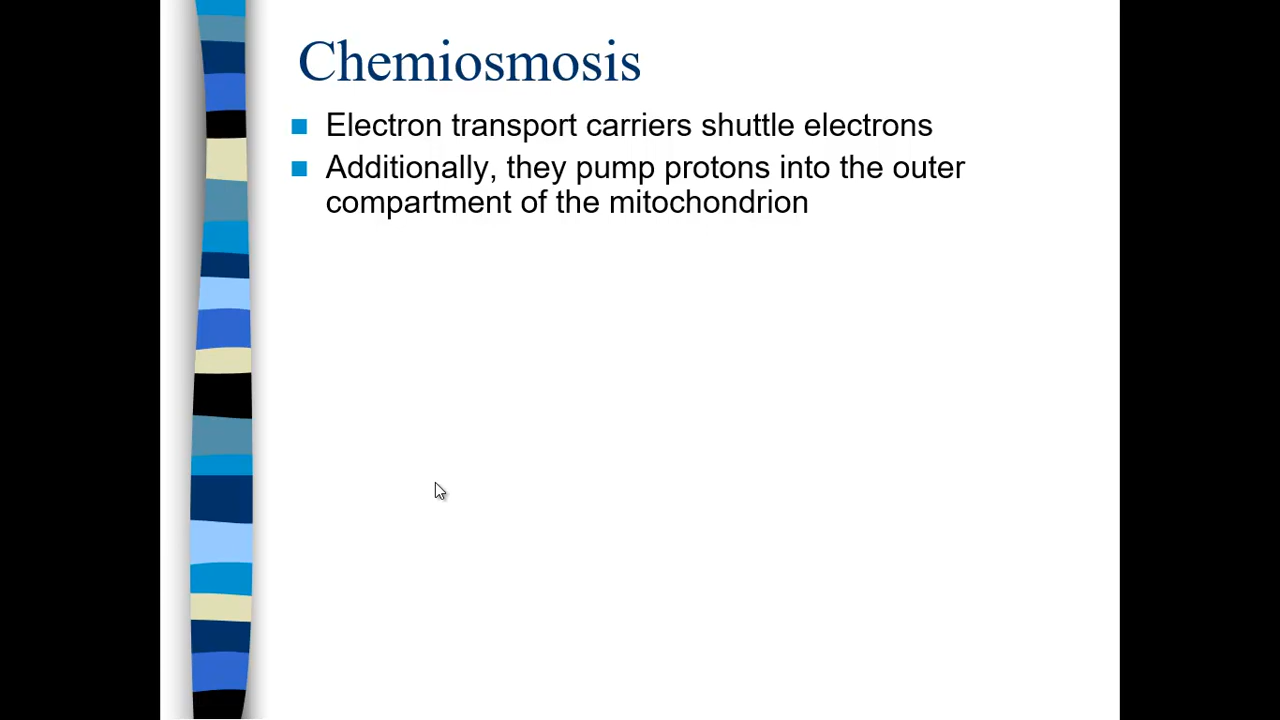 Chemiosmosis
Electron transport carriers shuttle electrons
Additionally, they pump protons into the outer
compartment of the mitochondrion